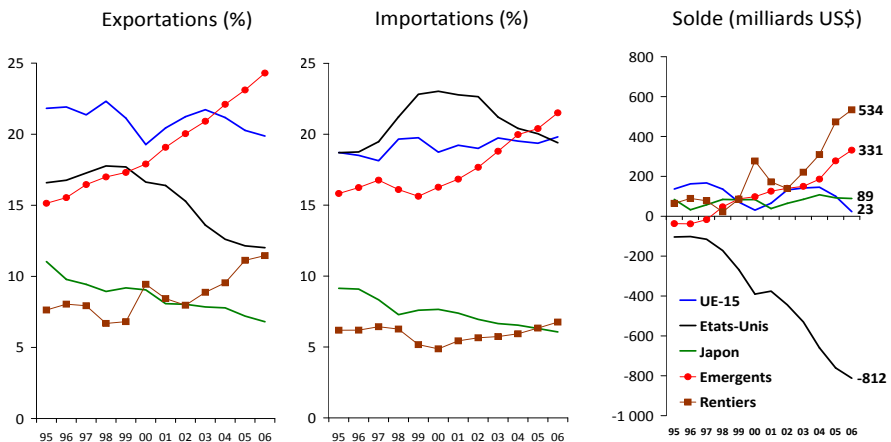 Exportations (%)
25
20
15
10
5
0
95 96 97 98 99 00 01 02 03 04 05 06
Importations (%)
25
20
15
10
5
0
95 96 97 98 99 00 01 02 03 04 05 06
Solde (milliards US$)
800
600
400
200
0
-200
-400
-600
-800
-1 000
534
331
89
23
-812
UE-15
Etats-Unis
Japon
Emergents
Rentiers
95 96 97 98 99 00 01 02 03 04 05 06